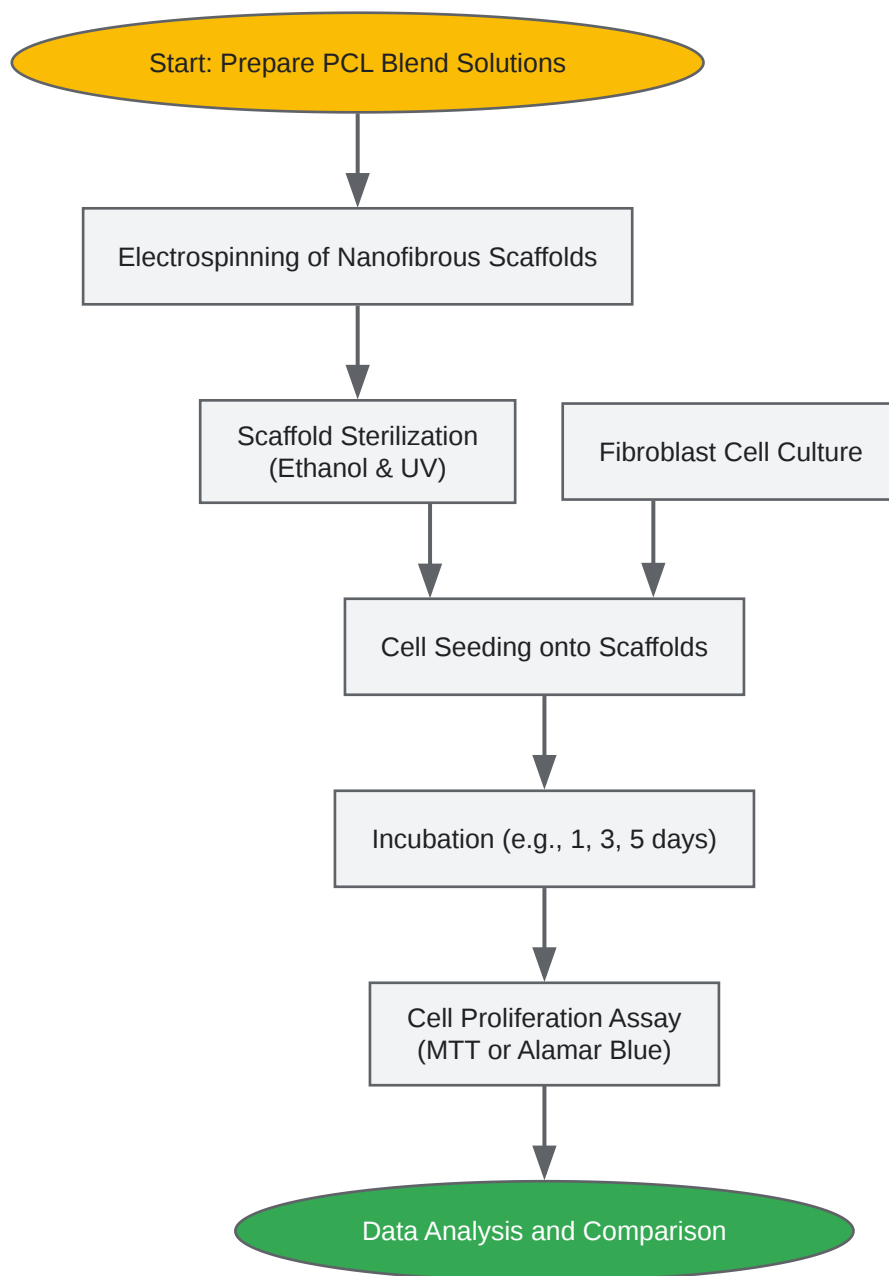 Start: Prepare PCL Blend Solutions
Electrospinning of Nanofibrous Scaffolds
Scaffold Sterilization
(Ethanol & UV)
Fibroblast Cell Culture
Cell Seeding onto Scaffolds
Incubation (e.g., 1, 3, 5 days)
Cell Proliferation Assay
(MTT or Alamar Blue)
Data Analysis and Comparison